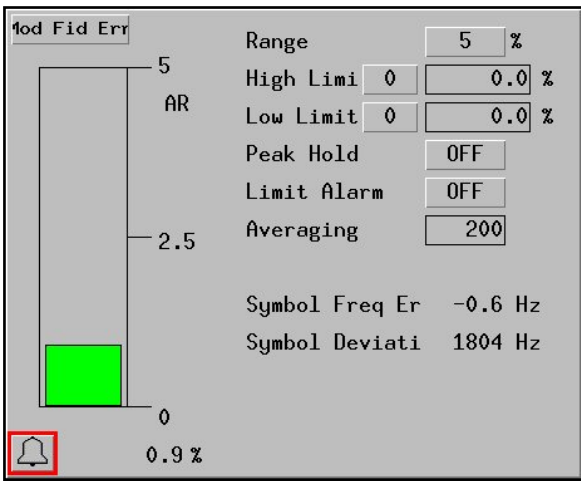 Mod Fid Err
5
AR
2.5
0
0.9 %
Range 5 %
High Limi 0 0.0 %
Low Limit 0 0.0 %
Peak Hold OFF
Limit Alarm OFF
Averaging 200
Symbol Freq Er -0.6 Hz
Symbol Deviati 1804 Hz